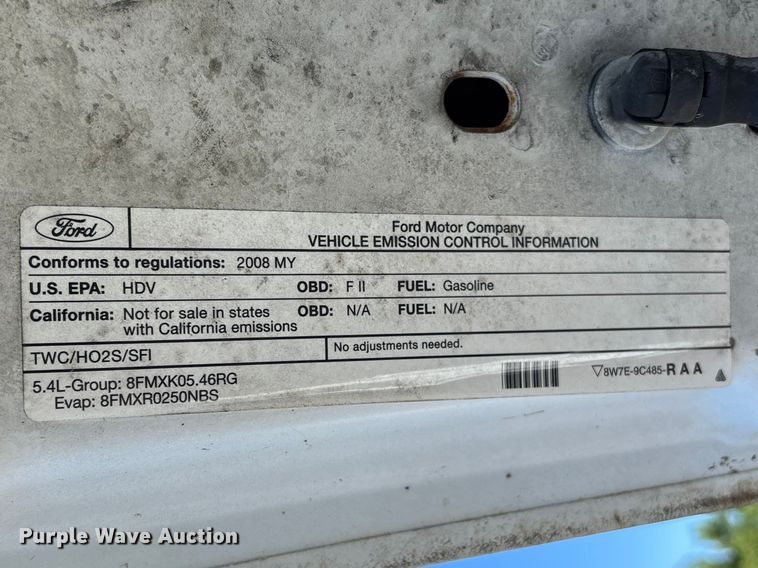 Ford
Ford Motor Company
VEHICLE EMISSION CONTROL INFORMATION
Conforms to regulations: 2008 MY
U.S. EPA: HDV OBD: F II FUEL: Gasoline
California: Not for sale in states with California emissions OBD: N/A FUEL: N/A
TWC/HO2S/SFI
No adjustments needed.
5.4L-Group: 8FMXK05.46RG
Evap: 8FMXR0250NBS
8W7E-9C485-RAA
Purple Wave Auction